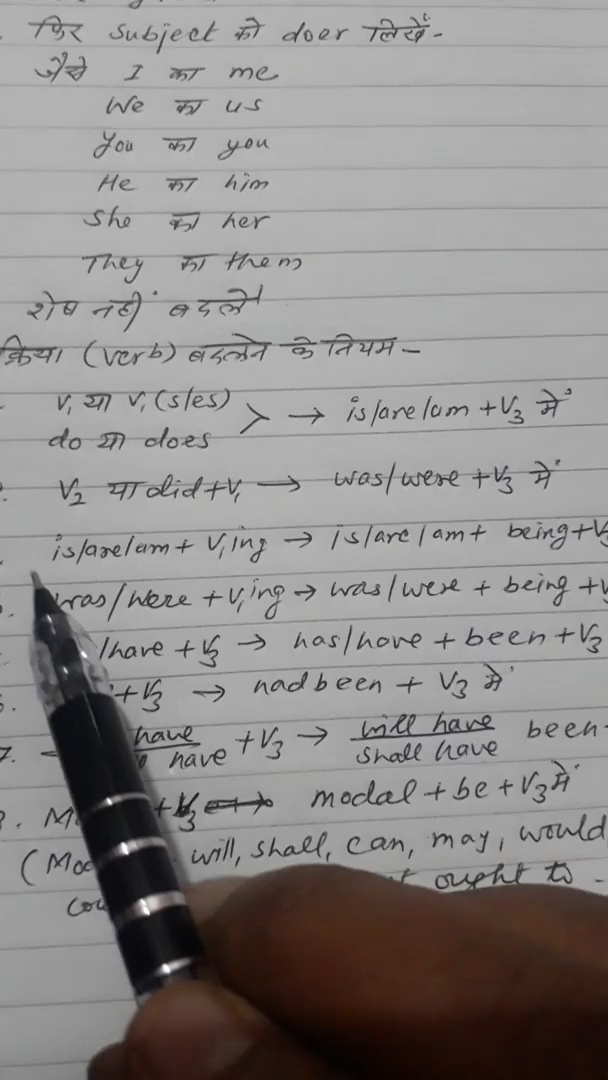 फिर subject को doer लिखें-
जैसे I का me
We का us
You का you
He का him
She का her
They का them
शेष नहीं बदले।
क्रिया (verb) बदलने के नियम-
V₁ या V₁ (s/es) > → is/are/am + V₃ में
do या does
V₂ या did+V₁ → was/were + V₃ में
is/are/am + V₁ing → is/are/am + being+V
was/were + V₁ing → was/were + being +V
/have + V₃ → has/have + been + V₃
+V₃ → had been + V₃ में
7. have / have +V₃ → will have / shall have been
+ V₃ → modal + be + V₃ में
will, shall, can, may, would
ought to